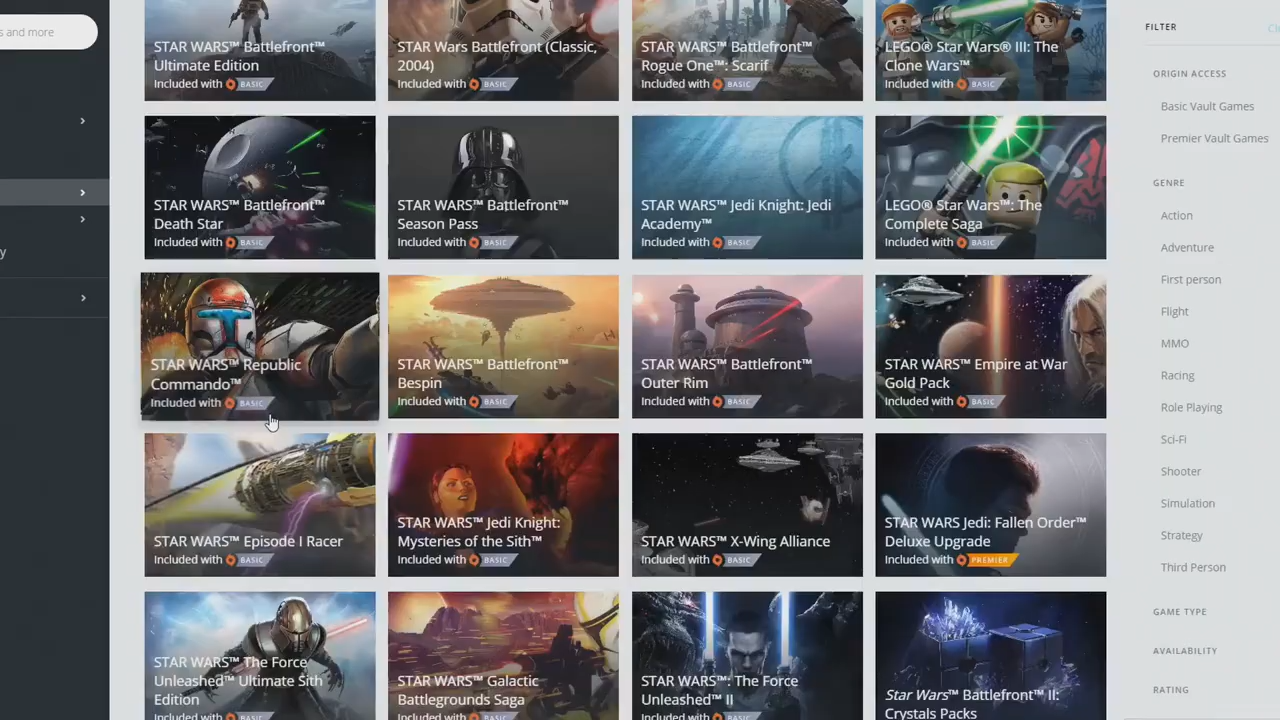 s and more
y
STAR WARS™ Battlefront™
Ultimate Edition
Included with BASIC
STAR Wars Battlefront (Classic,
2004)
Included with BASIC
STAR WARS™ Battlefront™
Rogue One™: Scarif
Included with BASIC
LEGO® Star Wars® III: The
Clone Wars™
Included with BASIC
STAR WARS™ Battlefront™
Death Star
Included with BASIC
STAR WARS™ Battlefront™
Season Pass
Included with BASIC
STAR WARS™ Jedi Knight: Jedi
Academy™
Included with BASIC
LEGO® Star Wars™: The
Complete Saga
Included with BASIC
STAR WARS™ Republic
Commando™
Included with BASIC
STAR WARS™ Battlefront™
Bespin
Included with BASIC
STAR WARS™ Battlefront™
Outer Rim
Included with BASIC
STAR WARS™ Empire at War
Gold Pack
Included with BASIC
STAR WARS™ Episode I Racer
Included with BASIC
STAR WARS™ Jedi Knight:
Mysteries of the Sith™
Included with BASIC
STAR WARS™ X-Wing Alliance
Included with BASIC
STAR WARS Jedi: Fallen Order™
Deluxe Upgrade
Included with PREMIER
STAR WARS™ The Force
Unleashed™ Ultimate Sith
Edition
Included with BASIC
STAR WARS™ Galactic
Battlegrounds Saga
Included with BASIC
STAR WARS™: The Force
Unleashed™ II
Included with BASIC
Star Wars™ Battlefront™ II:
Crystals Packs
FILTER
ORIGIN ACCESS
Basic Vault Games
Premier Vault Games
GENRE
Action
Adventure
First person
Flight
MMO
Racing
Role Playing
Sci-Fi
Shooter
Simulation
Strategy
Third Person
GAME TYPE
AVAILABILITY
RATING